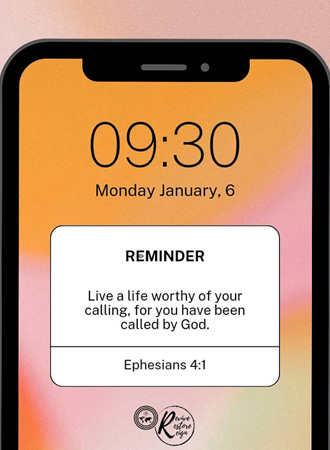 09:30
Monday January, 6
REMINDER
Live a life worthy of your
calling, for you have been
called by God.
Ephesians 4:1
Revive
Restore
Reign